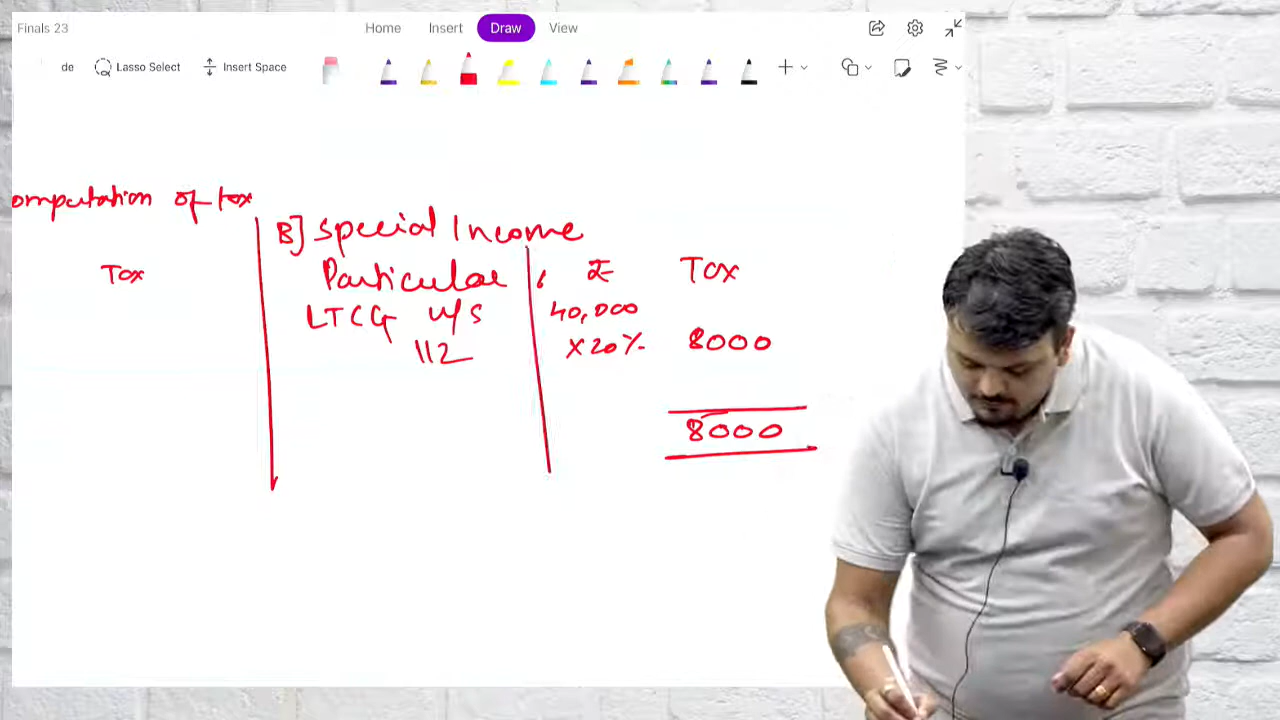 Finals 23
Home Insert Draw View
de Lasso Select Insert Space
omputation of tax
B] Special Income
Tax Particular ₹ Tax
LTCG u/s 40,000
112 x20% 8000
8000